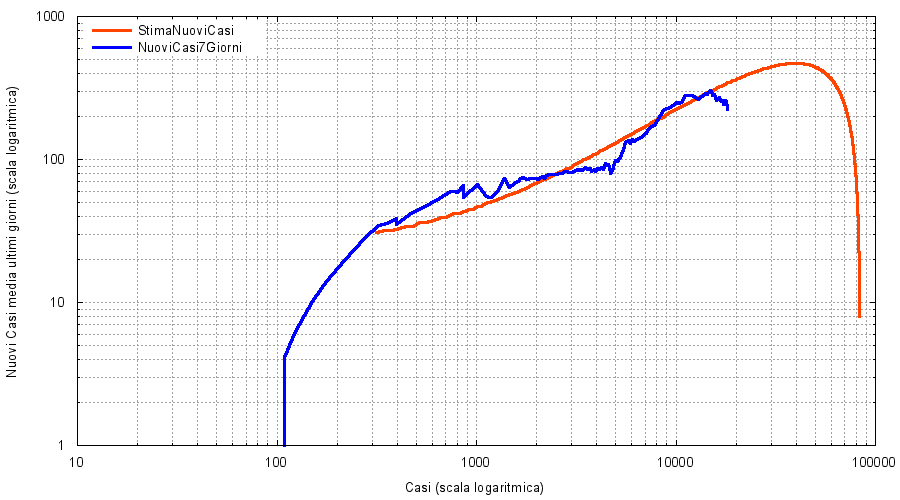 1000
100
10
1
StimaNuoviCasi
NuoviCasi7Giorni
Nuovi Casi media ultimi giorni (scala logaritmica)
10 100 1000 10000 100000
Casi (scala logaritmica)